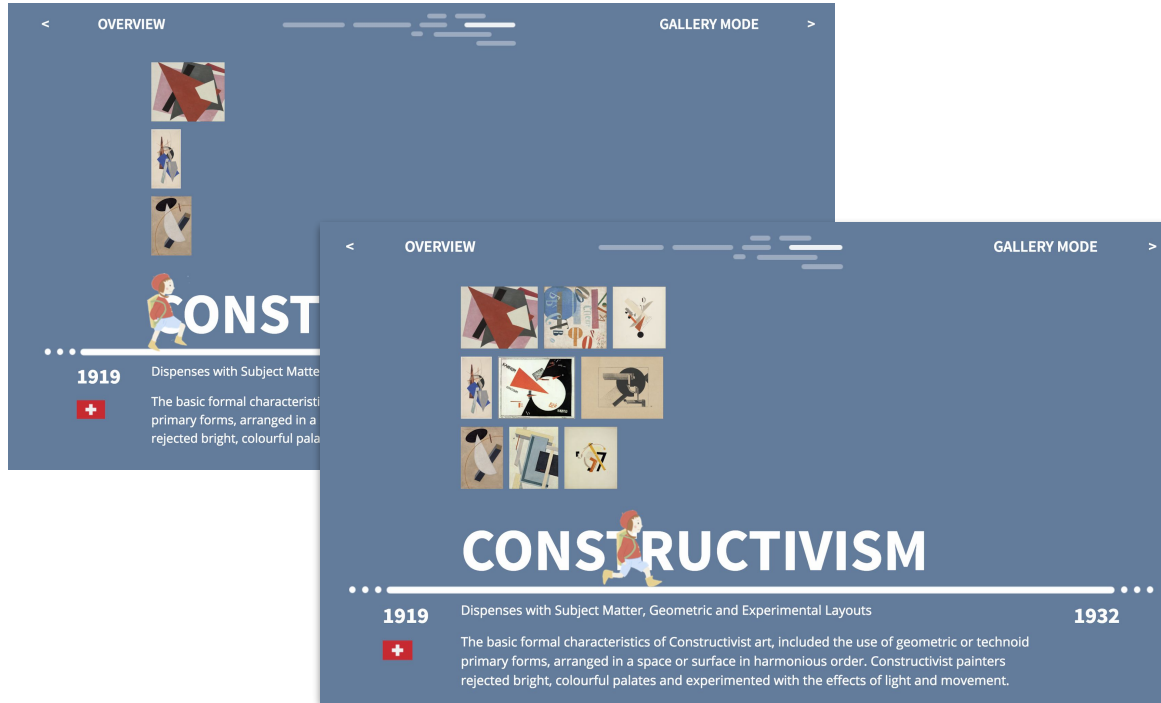 < OVERVIEW GALLERY MODE >
CONST
1919
Dispenses with Subject Matte
The basic formal characteristi
primary forms, arranged in a
rejected bright, colourful pala
< OVERVIEW GALLERY MODE >
CONSTRUCTIVISM
1919
Dispenses with Subject Matter, Geometric and Experimental Layouts
1932
The basic formal characteristics of Constructivist art, included the use of geometric or technoid
primary forms, arranged in a space or surface in harmonious order. Constructivist painters
rejected bright, colourful palates and experimented with the effects of light and movement.